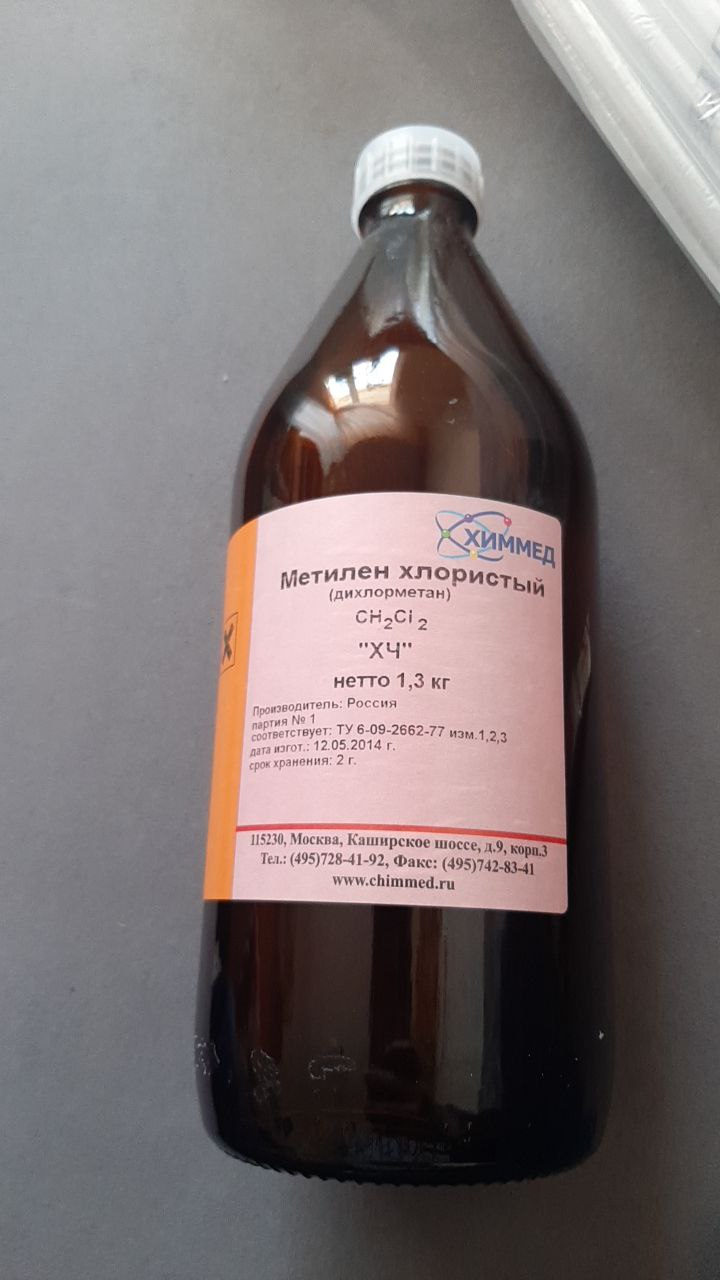 ХИММЕД
Метилен хлористый
(дихлорметан)
CH₂Cl₂
"ХЧ"
нетто 1,3 кг
Производитель: Россия
партия № 1
соответствует: ТУ 6-09-2662-77 изм.1,2,3
дата изгот.: 12.05.2014 г.
срок хранения: 2 г.
115230, Москва, Каширское шоссе, д.9, корп.3
Тел.: (495)728-41-92, Факс: (495)742-83-41
www.chimmed.ru